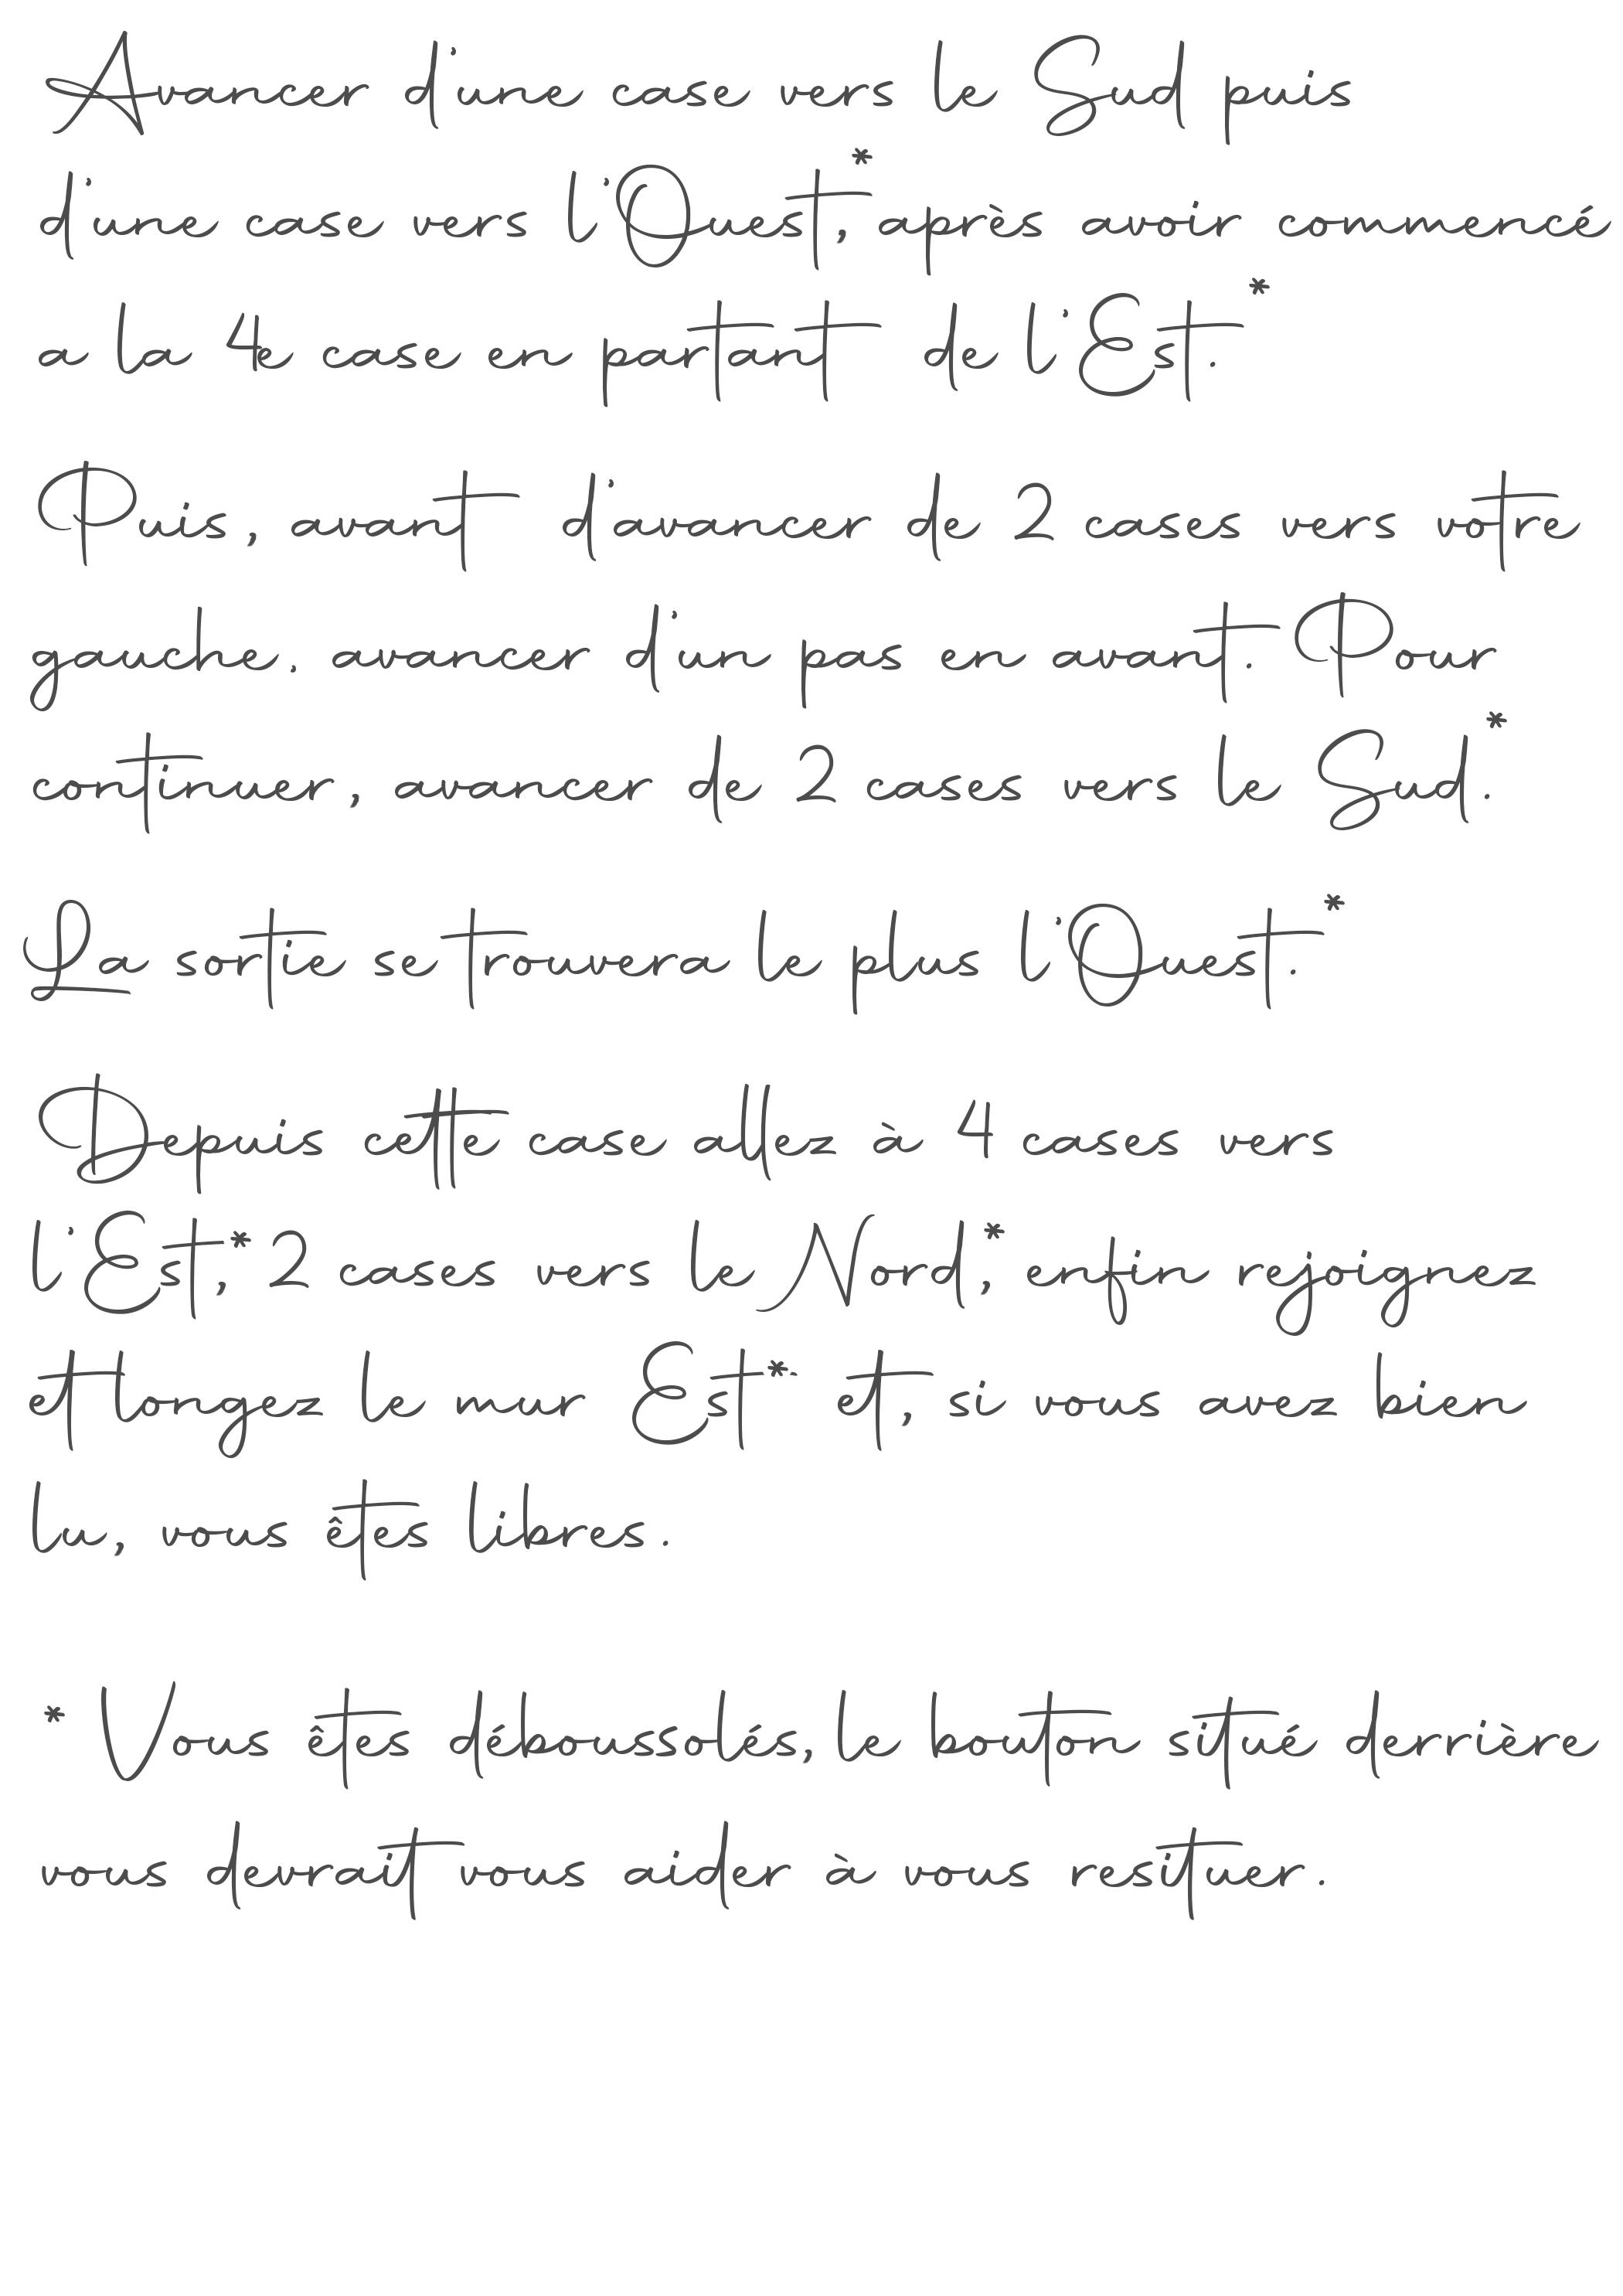 Avancer d'une case vers le Sud puis
d'une case vers l'Ouest*, après avoir commencé
a la 4e case en partant de l'Est.*
Puis, avant d'avancer de 2 cases vers votre
gauche. avancer d'un pas en avant. Pour
continuer, avancer de 2 cases vers le Sud*.
La sortie se trouvera le plus l'Ouest.*
Depuis cette case allez à 4 cases vers
l'Est,* 2 cases vers le Nord*, enfin rejoignez
et longez le mur Est* et, si vous avez bien
lu, vous êtes libres.
* Vous êtes déboussolés, le bouton situé derrière
vous devrait vous aider à vous resituer.